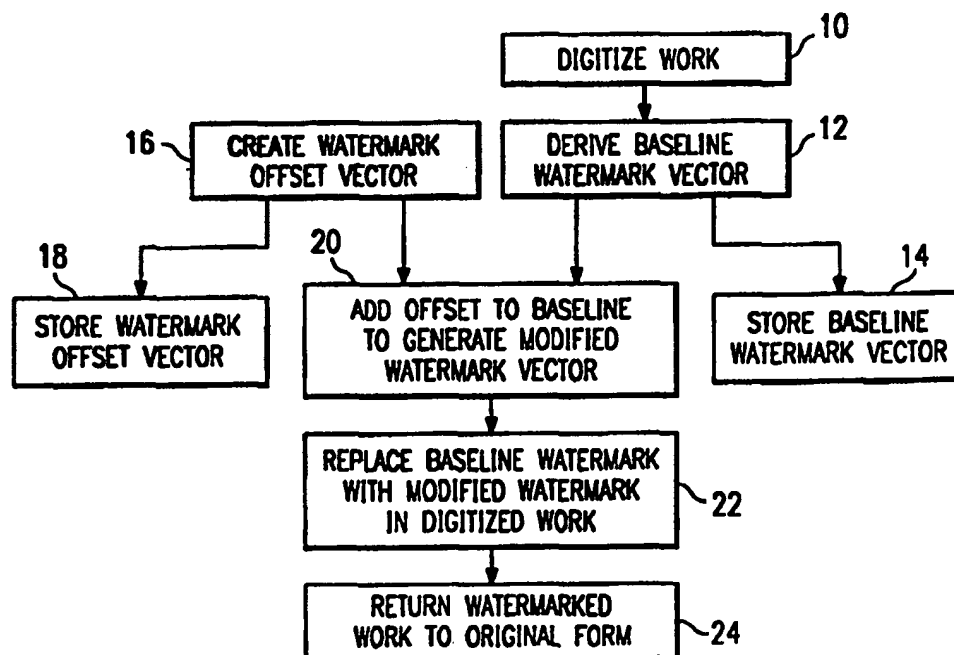 10
DIGITIZE WORK
16
CREATE WATERMARK
OFFSET VECTOR
DERIVE BASELINE
WATERMARK VECTOR
12
18
STORE WATERMARK
OFFSET VECTOR
20
ADD OFFSET TO BASELINE
TO GENERATE MODIFIED
WATERMARK VECTOR
14
STORE BASELINE
WATERMARK VECTOR
REPLACE BASELINE WATERMARK
WITH MODIFIED WATERMARK
IN DIGITIZED WORK
22
RETURN WATERMARKED
WORK TO ORIGINAL FORM
24